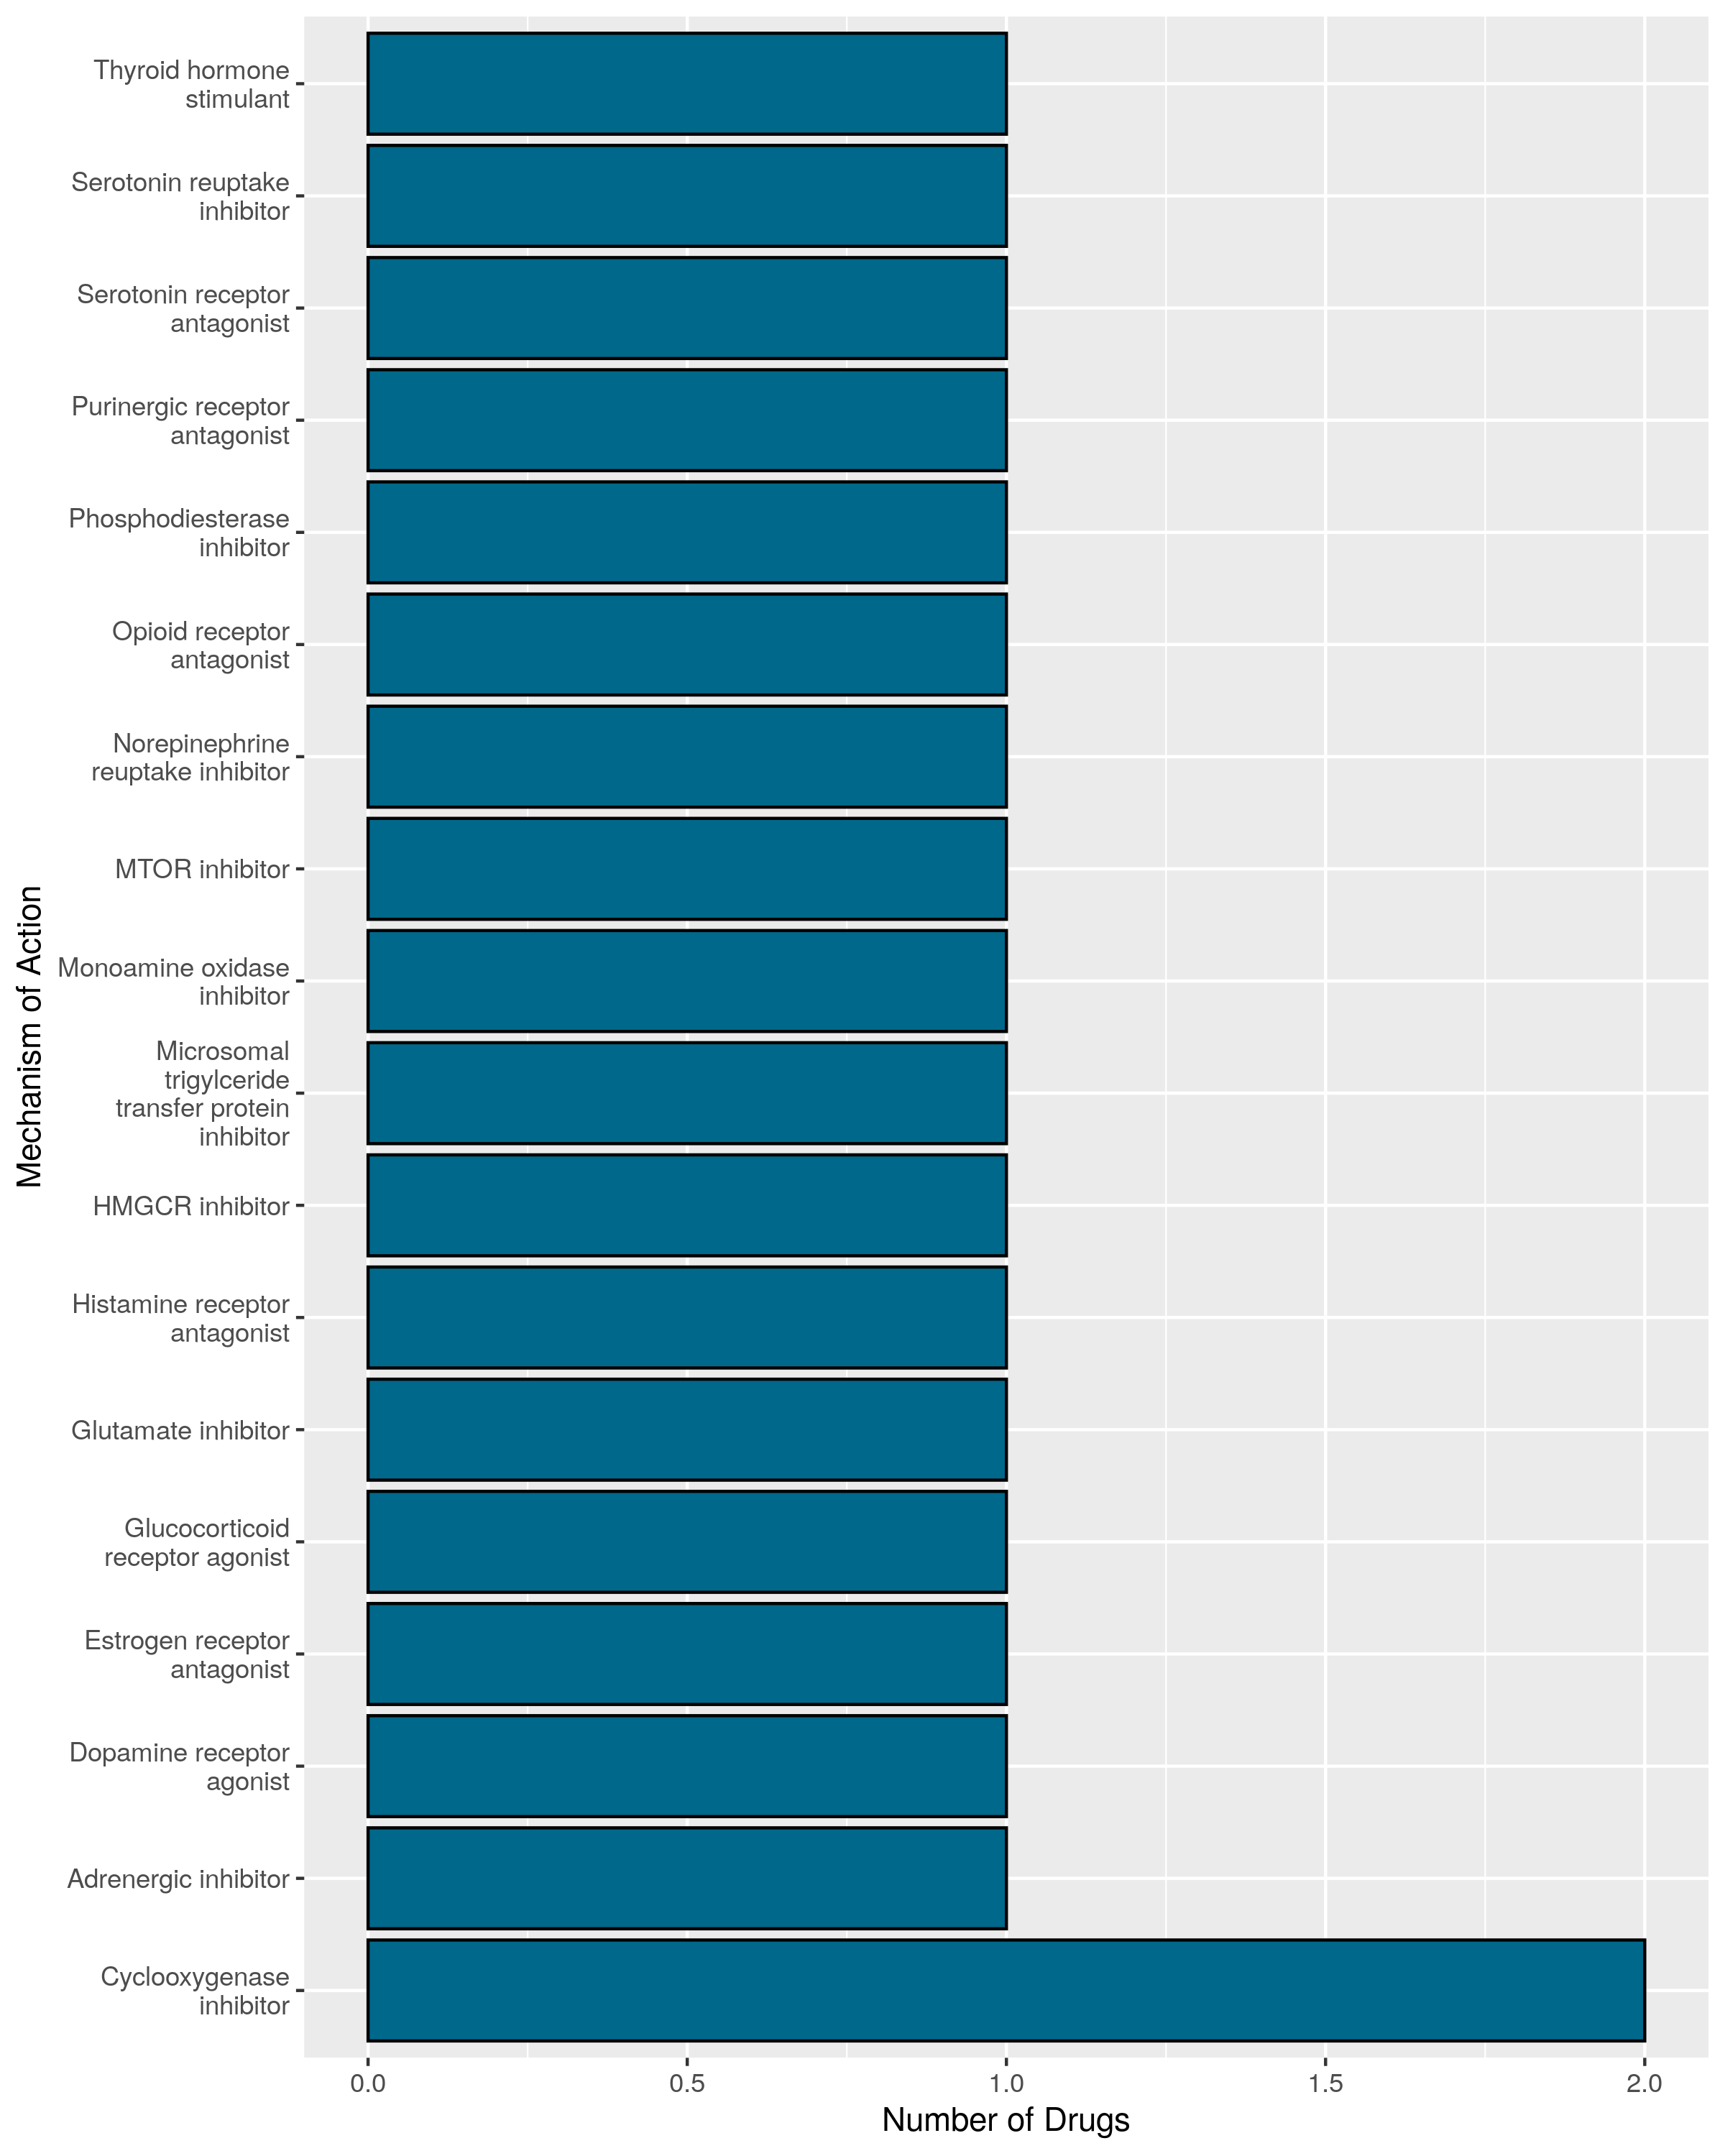 Thyroid hormone
stimulant
Serotonin reuptake
inhibitor
Serotonin receptor
antagonist
Purinergic receptor
antagonist
Phosphodiesterase
inhibitor
Opioid receptor
antagonist
Norepinephrine
reuptake inhibitor
MTOR inhibitor
Monoamine oxidase
inhibitor
Microsomal
trigylceride
transfer protein
inhibitor
HMGCR inhibitor
Histamine receptor
antagonist
Glutamate inhibitor
Glucocorticoid
receptor agonist
Estrogen receptor
antagonist
Dopamine receptor
agonist
Adrenergic inhibitor
Cyclooxygenase
inhibitor
Mechanism of Action
0.0 0.5 1.0 1.5 2.0
Number of Drugs